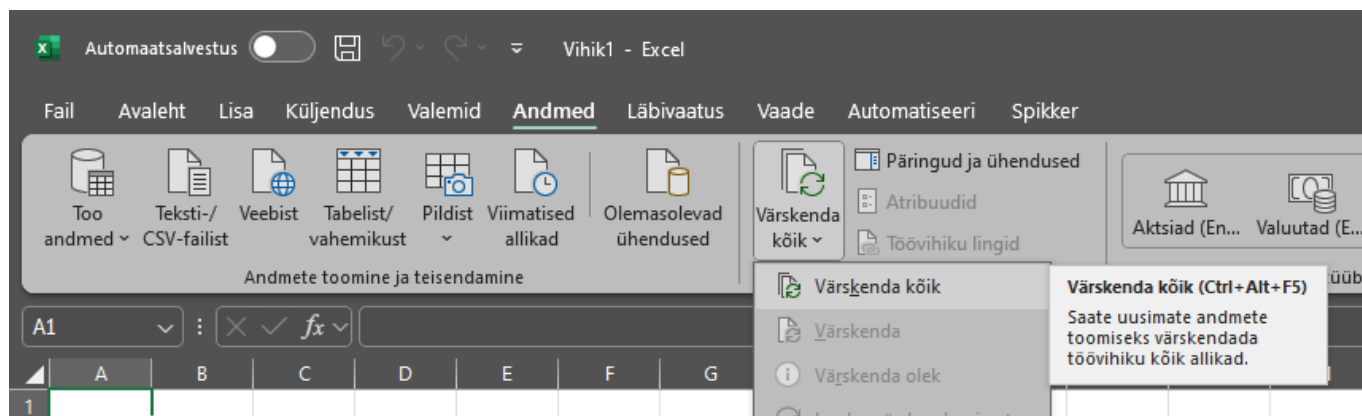 Automaatsalvestus Vihik1 - Excel
Fail Avaleht Lisa Küljendus Valemid Andmed Läbivaatus Vaade Automatiseeri Spikker
Too andmed
Teksti-/
CSV-failist
Veebist
Tabelist/
vahemikust
Pildist
Viimatised
allikad
Olemasolevad
ühendused
Andmete toomine ja teisendamine
Värskenda
kõik
Päringud ja ühendused
Atribuudid
Töövihiku lingid
Aktsiad (En...
Valuutad (E...
Värskenda kõik
Värskenda
Värskenda olek
Värskenda kõik (Ctrl+Alt+F5)
Saate uusimate andmete
toomiseks värskendada
töövihiku kõik allikad.
A1
fx
A B C D E F G
1